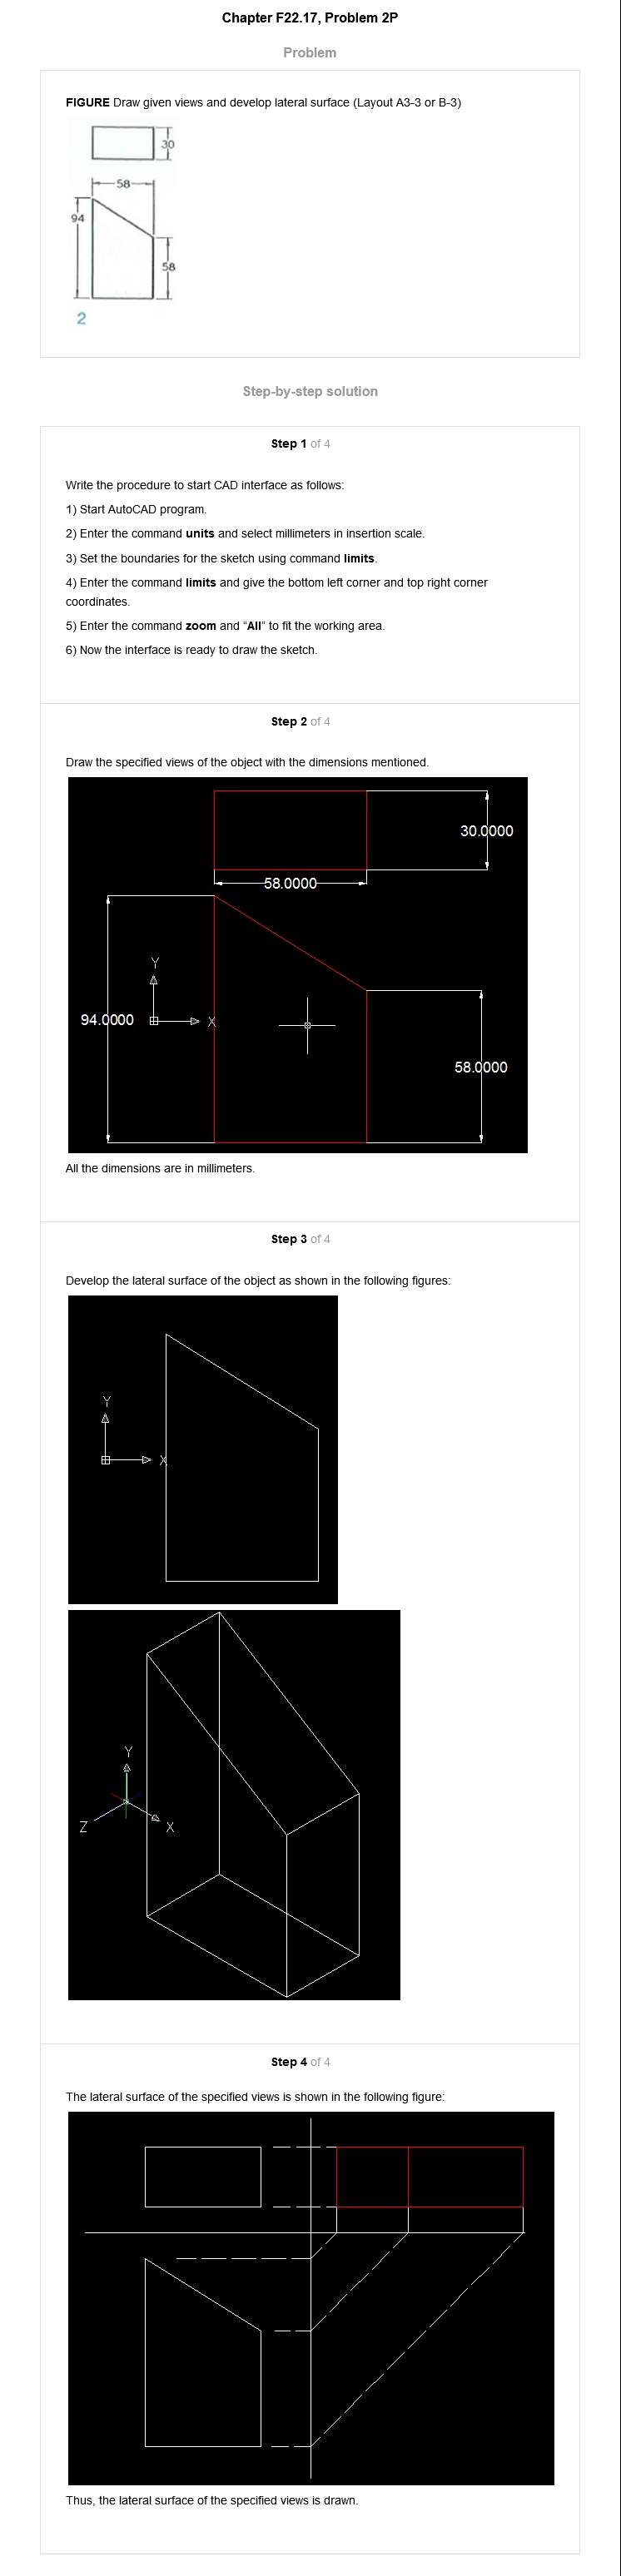 Chapter F22.17, Problem 2P
Problem
FIGURE Draw given views and develop lateral surface (Layout A3-3 or B-3)
30
58
94
58
2
Step-by-step solution
Step 1 of 4
Write the procedure to start CAD interface as follows:
1) Start AutoCAD program.
2) Enter the command units and select millimeters in insertion scale.
3) Set the boundaries for the sketch using command limits.
4) Enter the command limits and give the bottom left corner and top right corner
coordinates.
5) Enter the command zoom and “All” to fit the working area.
6) Now the interface is ready to draw the sketch.
Step 2 of 4
Draw the specified views of the object with the dimensions mentioned.
30.0000
58.0000
Y
94.0000
X
58.0000
All the dimensions are in millimeters.
Step 3 of 4
Develop the lateral surface of the object as shown in the following figures:
Y
X
Y
Z
X
Step 4 of 4
The lateral surface of the specified views is shown in the following figure:
Thus, the lateral surface of the specified views is drawn.